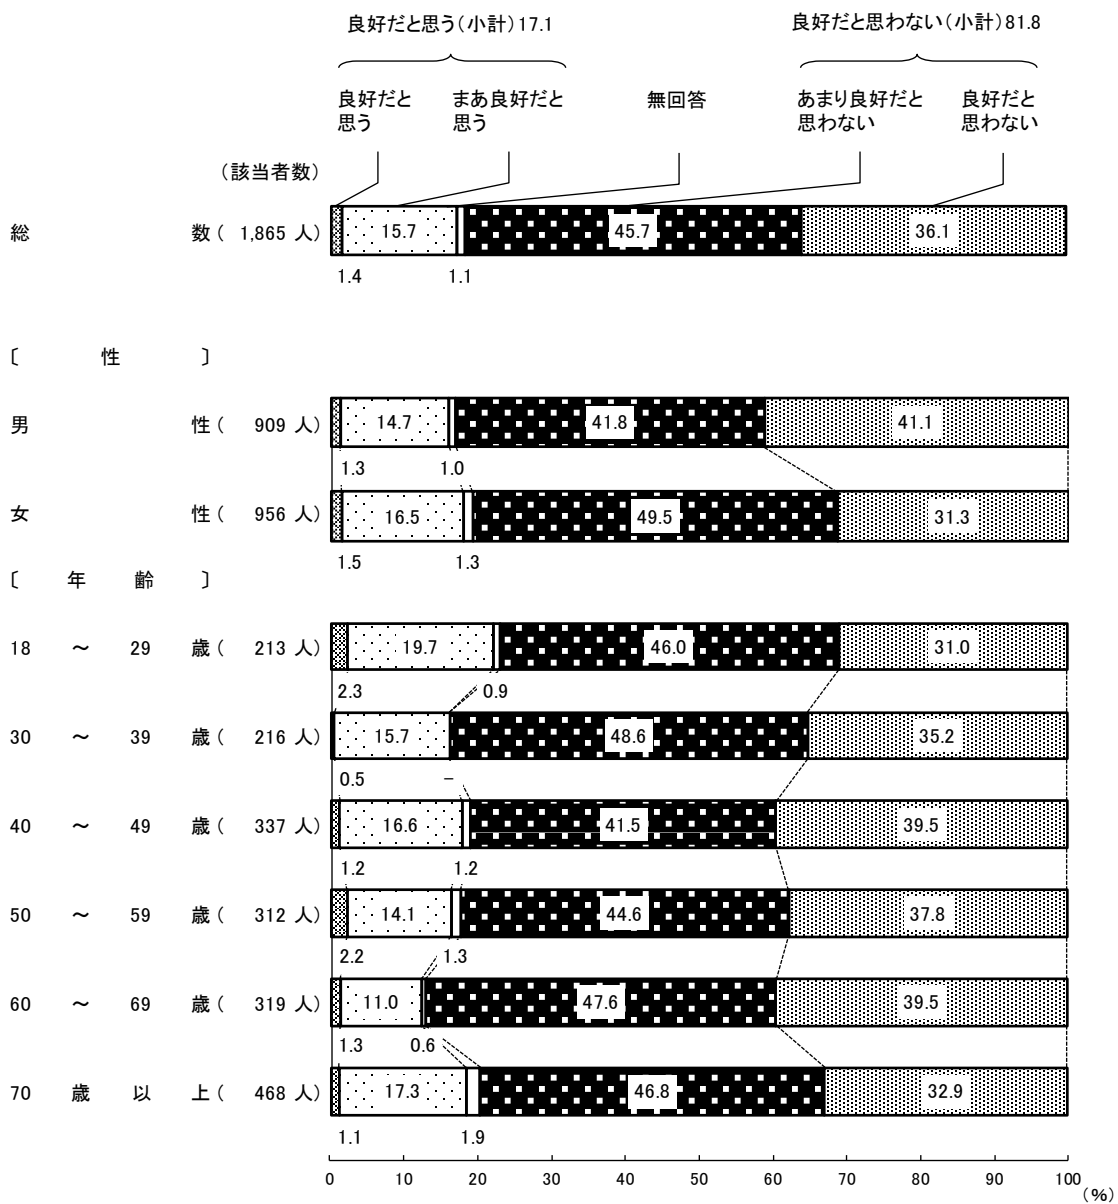 良好だと思う(小計)17.1 良好だと思わない(小計)81.8
良好だと
思う
まあ良好だと
思う
無回答
あまり良好だと
思わない
良好だと
思わない
(該当者数)
総 数( 1,865 人) 15.7 45.7 36.1
1.4 1.1
〔 性 〕
男 性( 909 人) 14.7 41.8 41.1
1.3 1.0
女 性( 956 人) 16.5 49.5 31.3
1.5 1.3
〔 年 齢 〕
18 ～ 29 歳( 213 人) 19.7 46.0 31.0
2.3 0.9
30 ～ 39 歳( 216 人) 15.7 48.6 35.2
0.5 －
40 ～ 49 歳( 337 人) 16.6 41.5 39.5
1.2 1.2
50 ～ 59 歳( 312 人) 14.1 44.6 37.8
2.2 1.3
60 ～ 69 歳( 319 人) 11.0 47.6 39.5
1.3 0.6
70 歳 以 上( 468 人) 17.3 46.8 32.9
1.1 1.9
0 10 20 30 40 50 60 70 80 90 100
(%)